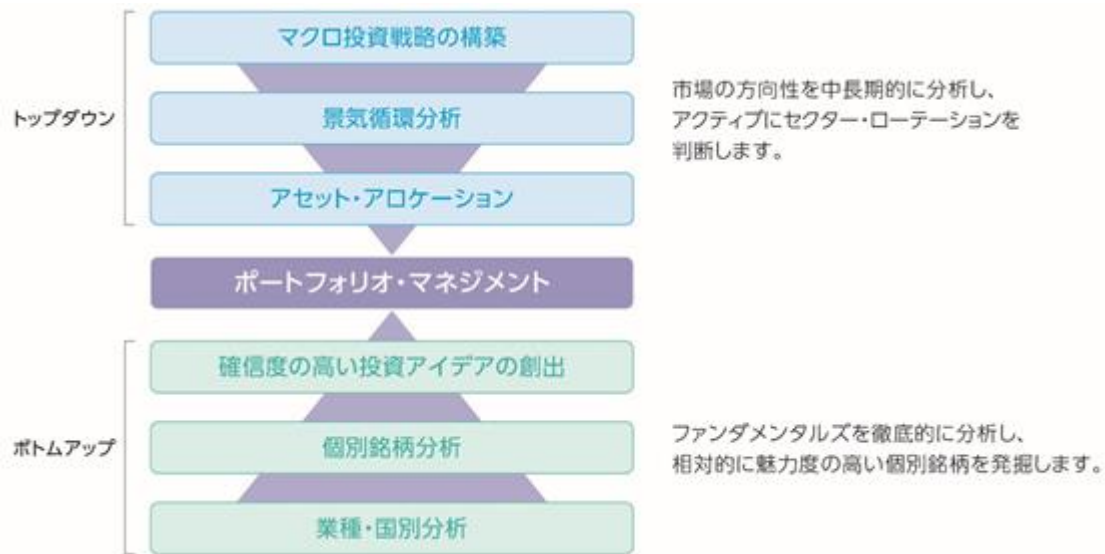 マクロ投資戦略の構築
トップダウン
景気循環分析
アセット・アロケーション
市場の方向性を中長期的に分析し、
アクティブにセクター・ローテーションを
判断します。
ポートフォリオ・マネジメント
確信度の高い投資アイデアの創出
ボトムアップ
個別銘柄分析
業種・国別分析
ファンダメンタルズを徹底的に分析し、
相対的に魅力度の高い個別銘柄を発掘します。